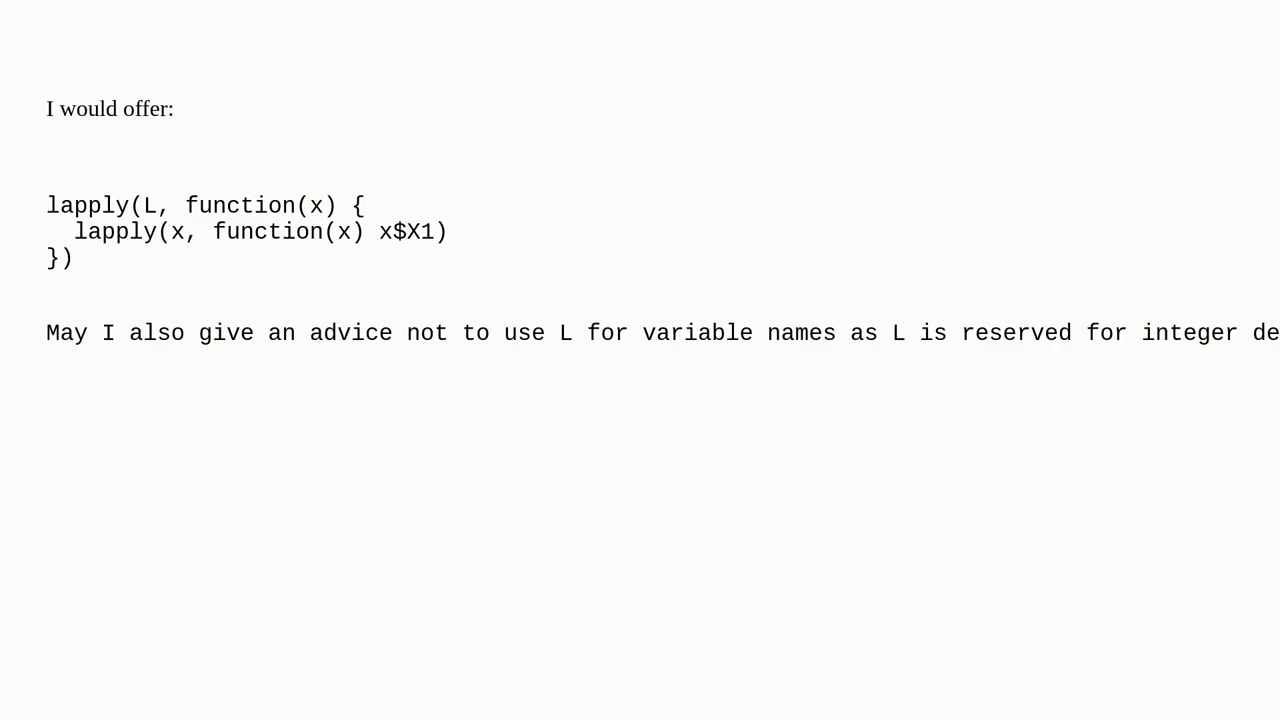 I would offer:
lapply(L, function(x) {
  lapply(x, function(x) x$X1)
})
May I also give an advice not to use L for variable names as L is reserved for integer